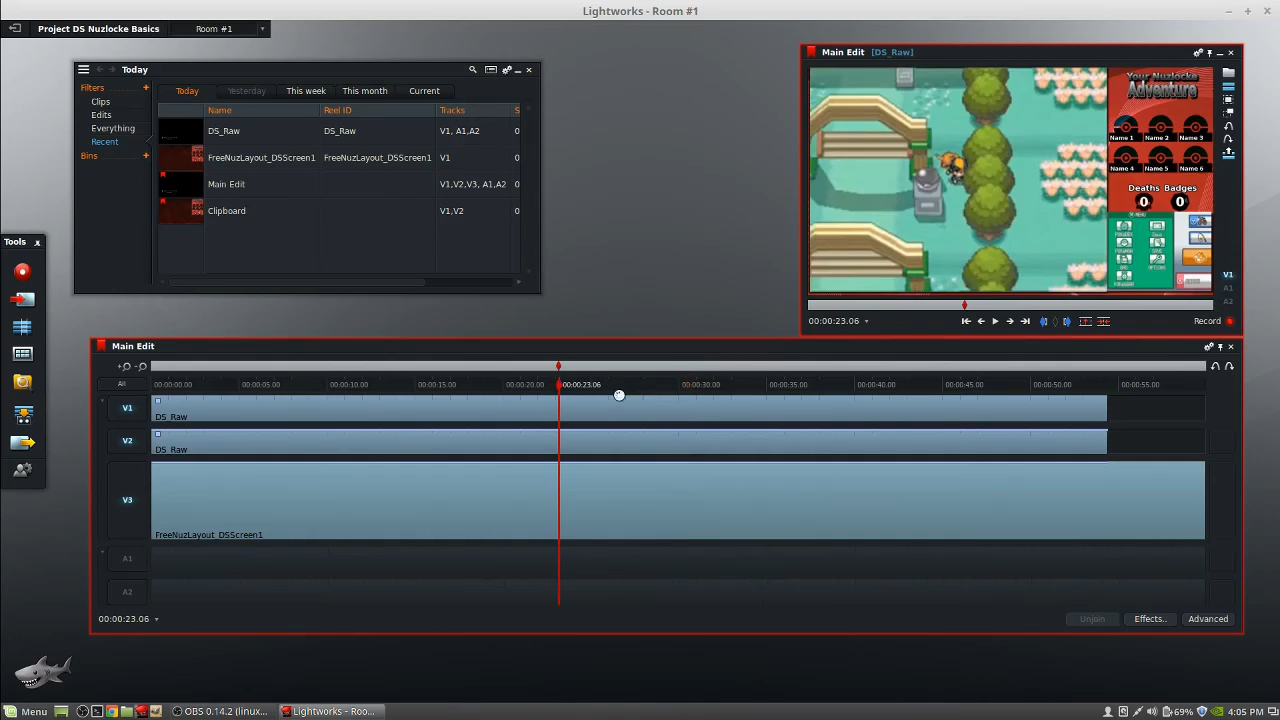 Lightworks - Room #1
Project DS Nuzlocke Basics
Room #1
Today
Filters
Clips
Edits
Everything
Recent
Bins
Today Yesterday This week This month Current
Name Reel ID Tracks S
DS_Raw DS_Raw V1, A1,A2 0
FreeNuzLayout_DSScreen1 FreeNuzLayout_DSScreen1 V1 0
Main Edit V1,V2,V3, A1,A2 0
Clipboard V1,V2 0
Main Edit [DS_Raw]
Your Nuzlocke
Adventure
Name 1 Name 2 Name 3
Name 4 Name 5 Name 6
Deaths Badges
0 0
SAVE
OPTIONS
V1
A1
A2
00:00:23.06
Record
Tools
Main Edit
All
00:00:00.00 00:00:05.00 00:00:10.00 00:00:15.00 00:00:20.00 00:00:23.06 00:00:30.00 00:00:35.00 00:00:40.00 00:00:45.00 00:00:50.00 00:00:55.00
V1
DS_Raw
V2
DS_Raw
V3
FreeNuzLayout_DSScreen1
A1
A2
00:00:23.06
Unjoin Effects.. Advanced
Menu
OBS 0.14.2 (linux...
Lightworks - Roo...
69% 4:05 PM